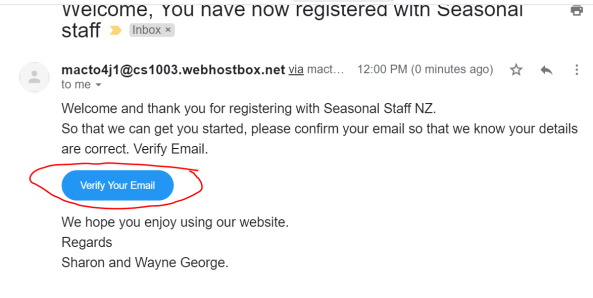 Welcome, You have now registered with Seasonal
staff Inbox ×
macto4j1@cs1003.webhostbox.net via mact... 12:00 PM (0 minutes ago)
to me
Welcome and thank you for registering with Seasonal Staff NZ.
So that we can get you started, please confirm your email so that we know your details
are correct. Verify Email.
Verify Your Email
We hope you enjoy using our website.
Regards
Sharon and Wayne George.